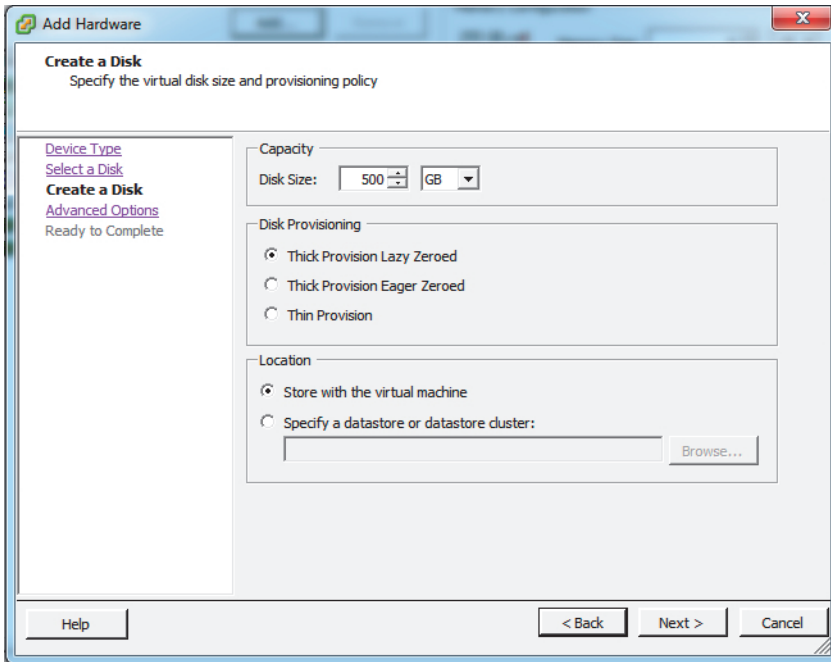 Add Hardware
Create a Disk
Specify the virtual disk size and provisioning policy
Device Type
Select a Disk
Create a Disk
Advanced Options
Ready to Complete
Capacity
Disk Size: 500 GB
Disk Provisioning
Thick Provision Lazy Zeroed
Thick Provision Eager Zeroed
Thin Provision
Location
Store with the virtual machine
Specify a datastore or datastore cluster:
Browse...
Help
< Back
Next >
Cancel